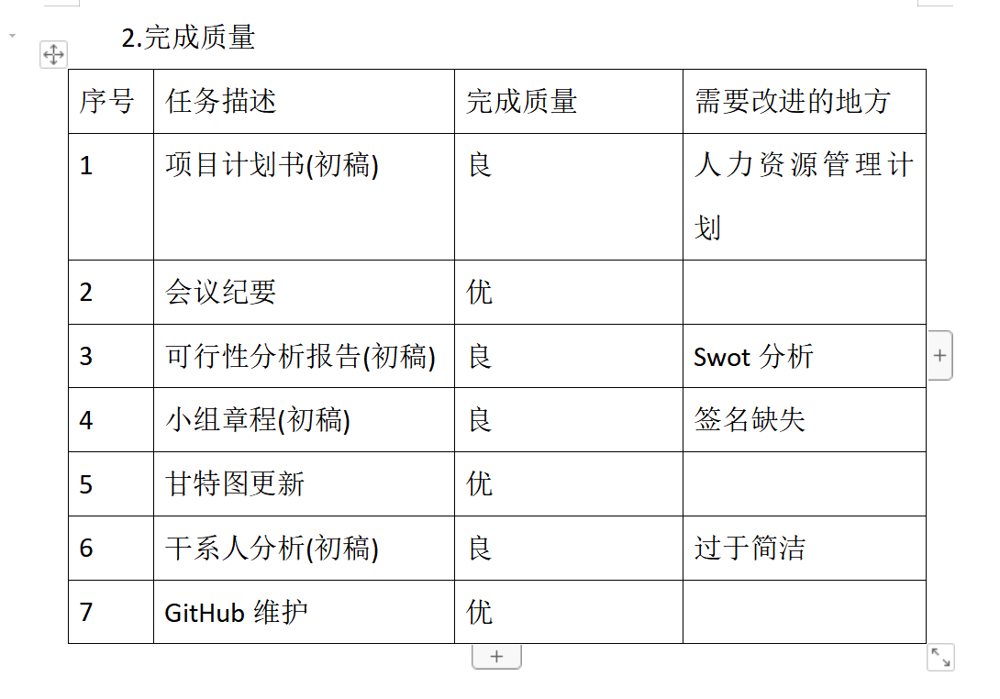 2.完成质量
序号 任务描述 完成质量 需要改进的地方
1 项目计划书(初稿) 良 人力资源管理计
划
2 会议纪要 优
3 可行性分析报告(初稿) 良 Swot 分析
4 小组章程(初稿) 良 签名缺失
5 甘特图更新 优
6 干系人分析(初稿) 良 过于简洁
7 GitHub 维护 优